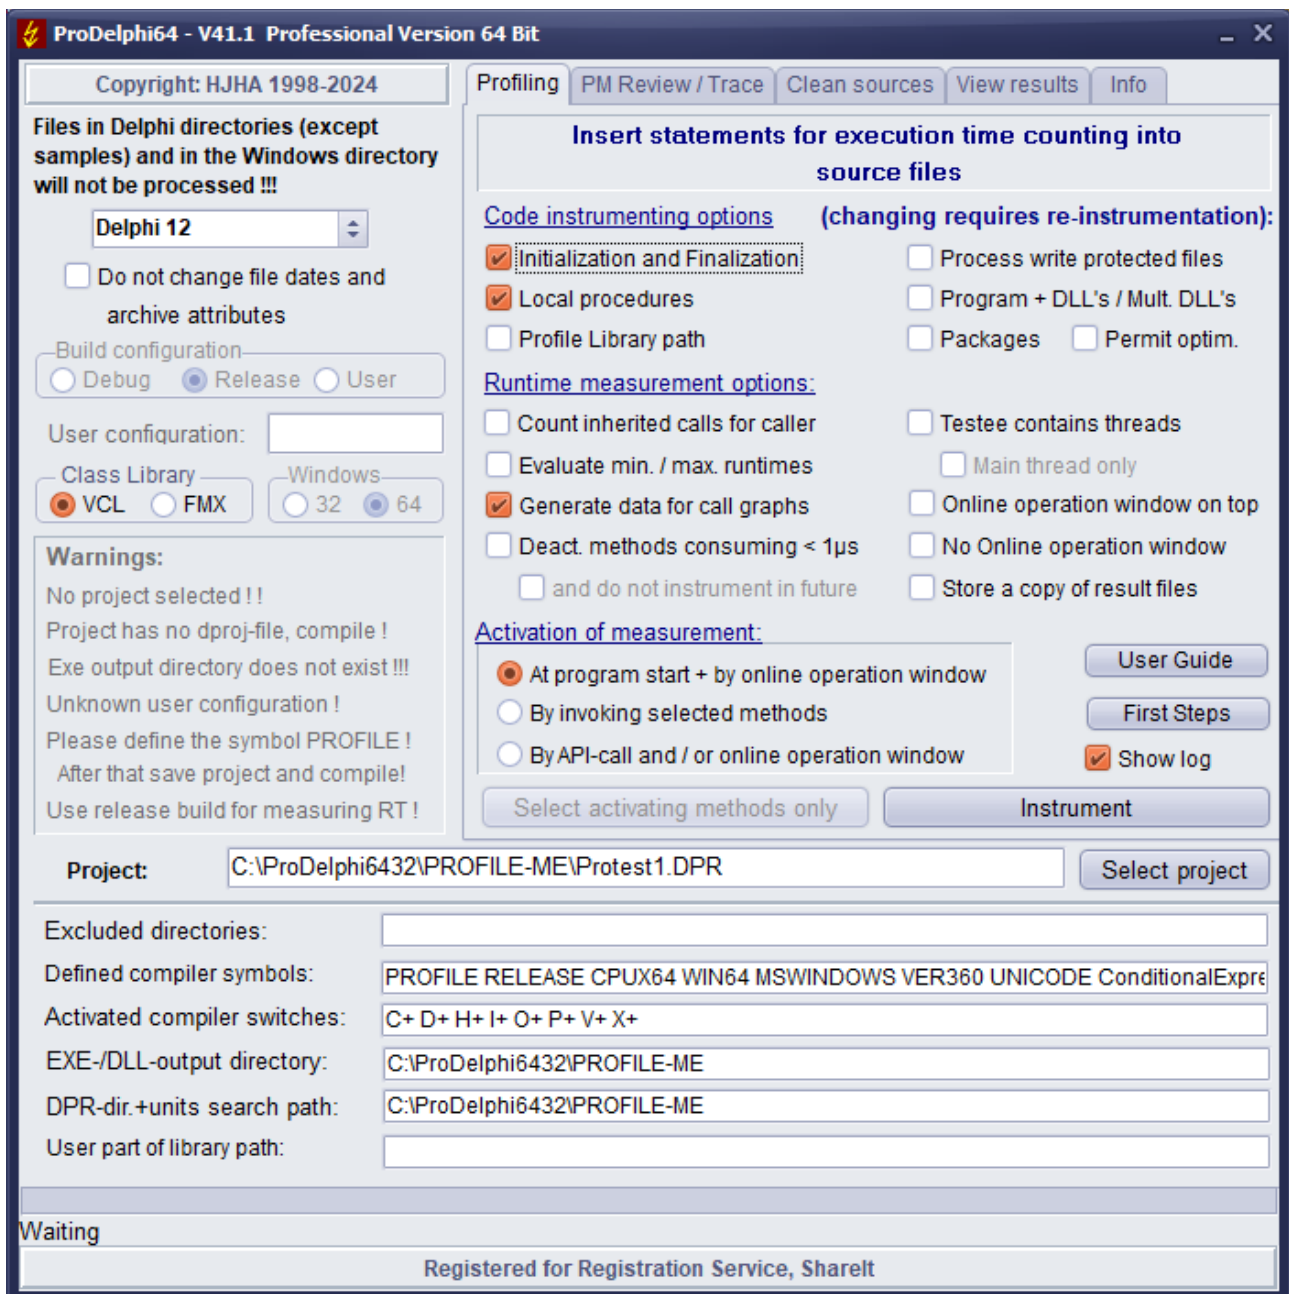 ProDelphi64 - V41.1 Professional Version 64 Bit
Copyright: HJHA 1998-2024
Files in Delphi directories (except
samples) and in the Windows directory
will not be processed !!!
Delphi 12
Do not change file dates and
archive attributes
Build configuration
Debug Release User
User configuration:
Class Library
VCL FMX
Windows
32 64
Warnings:
No project selected ! !
Project has no dproj-file, compile !
Exe output directory does not exist !!!
Unknown user configuration !
Please define the symbol PROFILE !
After that save project and compile!
Use release build for measuring RT !
Profiling PM Review / Trace Clean sources View results Info
Insert statements for execution time counting into
source files
Code instrumenting options (changing requires re-instrumentation):
Initialization and Finalization Process write protected files
Local procedures Program + DLL's / Mult. DLL's
Profile Library path Packages Permit optim.
Runtime measurement options:
Count inherited calls for caller Testee contains threads
Evaluate min. / max. runtimes Main thread only
Generate data for call graphs Online operation window on top
Deact. methods consuming < 1µs No Online operation window
and do not instrument in future Store a copy of result files
Activation of measurement:
At program start + by online operation window
By invoking selected methods
By API-call and / or online operation window
User Guide
First Steps
Show log
Select activating methods only Instrument
Project: C:\ProDelphi6432\PROFILE-ME\Protest1.DPR Select project
Excluded directories:
Defined compiler symbols: PROFILE RELEASE CPUX64 WIN64 MSWINDOWS VER360 UNICODE ConditionalExpre
Activated compiler switches: C+ D+ H+ I+ O+ P+ V+ X+
EXE-/DLL-output directory: C:\ProDelphi6432\PROFILE-ME
DPR-dir.+units search path: C:\ProDelphi6432\PROFILE-ME
User part of library path:
Waiting
Registered for Registration Service, ShareIt